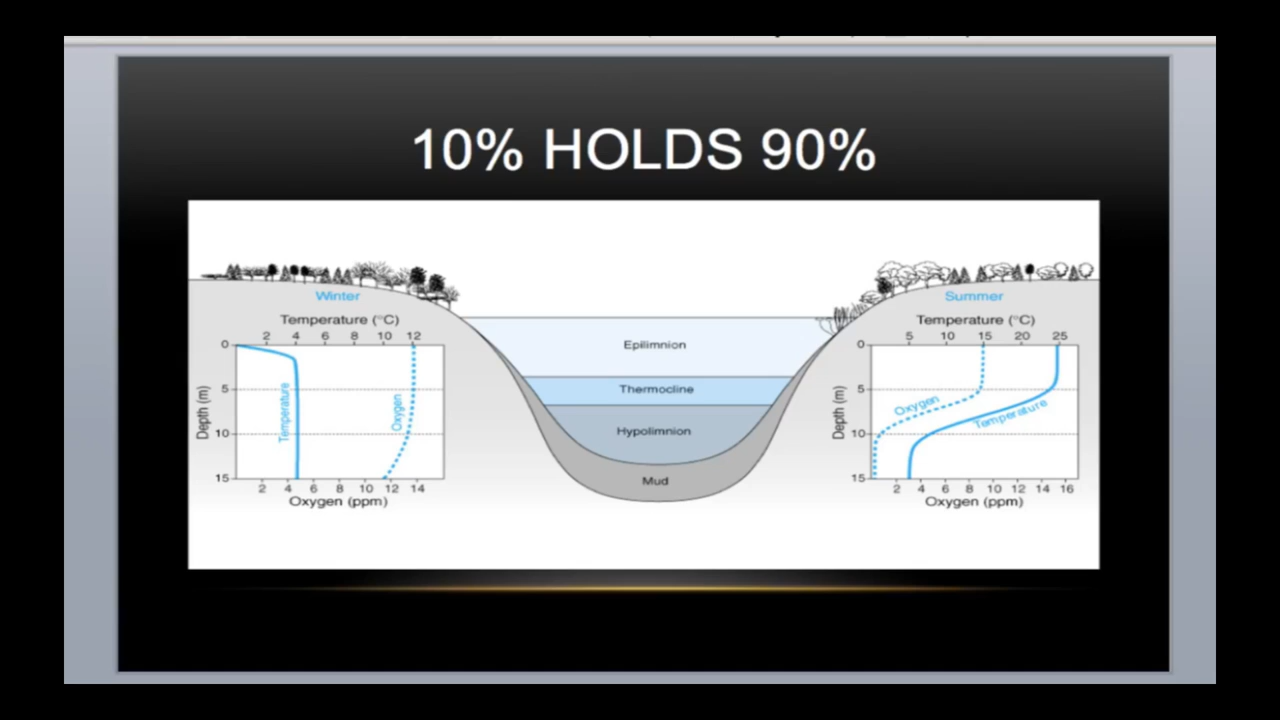 10% HOLDS 90%
Winter
Temperature (°C)
2 4 6 8 10 12
0
5
10
15
Depth (m)
Temperature
Oxygen
2 4 6 8 10 12 14
Oxygen (ppm)
Epilimnion
Thermocline
Hypolimnion
Mud
Summer
Temperature (°C)
5 10 15 20 25
0
5
10
15
Depth (m)
Oxygen
Temperature
2 4 6 8 10 12 14 16
Oxygen (ppm)